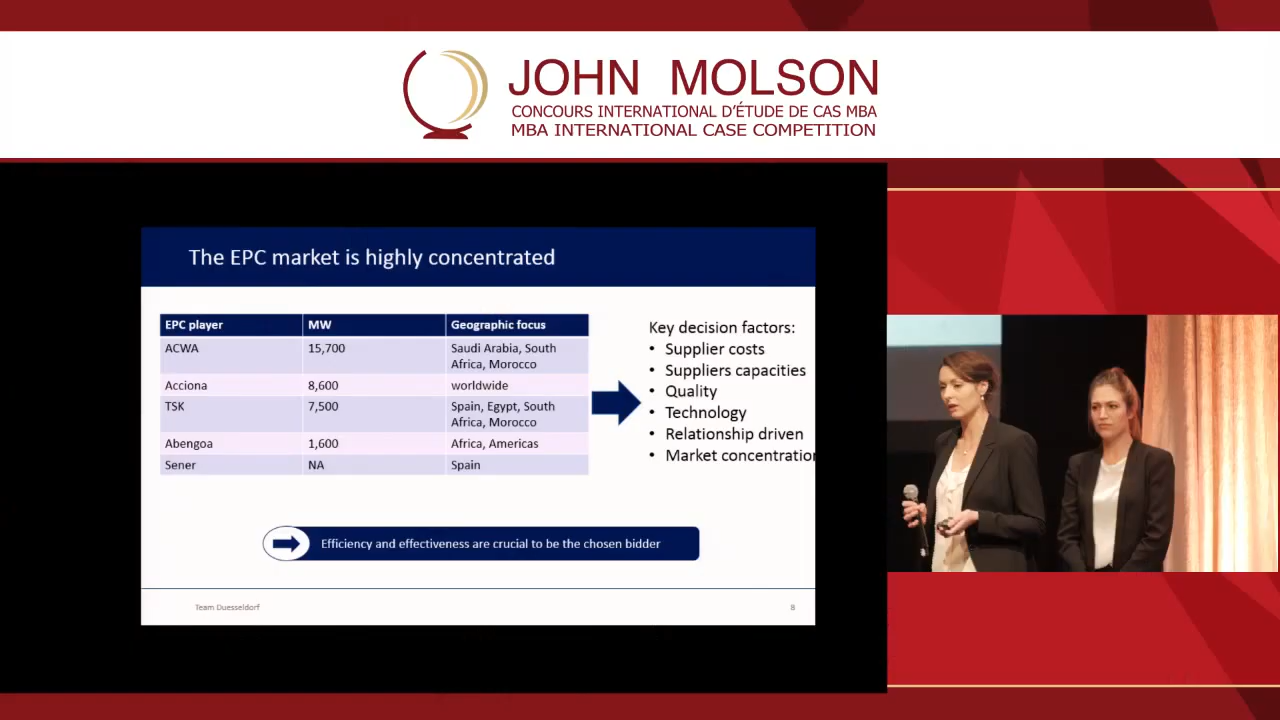 JOHN MOLSON
CONCOURS INTERNATIONAL D'ÉTUDE DE CAS MBA
MBA INTERNATIONAL CASE COMPETITION
The EPC market is highly concentrated
EPC player MW Geographic focus
ACWA 15,700 Saudi Arabia, South
Africa, Morocco
Acciona 8,600 worldwide
TSK 7,500 Spain, Egypt, South
Africa, Morocco
Abengoa 1,600 Africa, Americas
Sener NA Spain
Key decision factors:
• Supplier costs
• Suppliers capacities
• Quality
• Technology
• Relationship driven
• Market concentration
Efficiency and effectiveness are crucial to be the chosen bidder
Team Duesseldorf 8